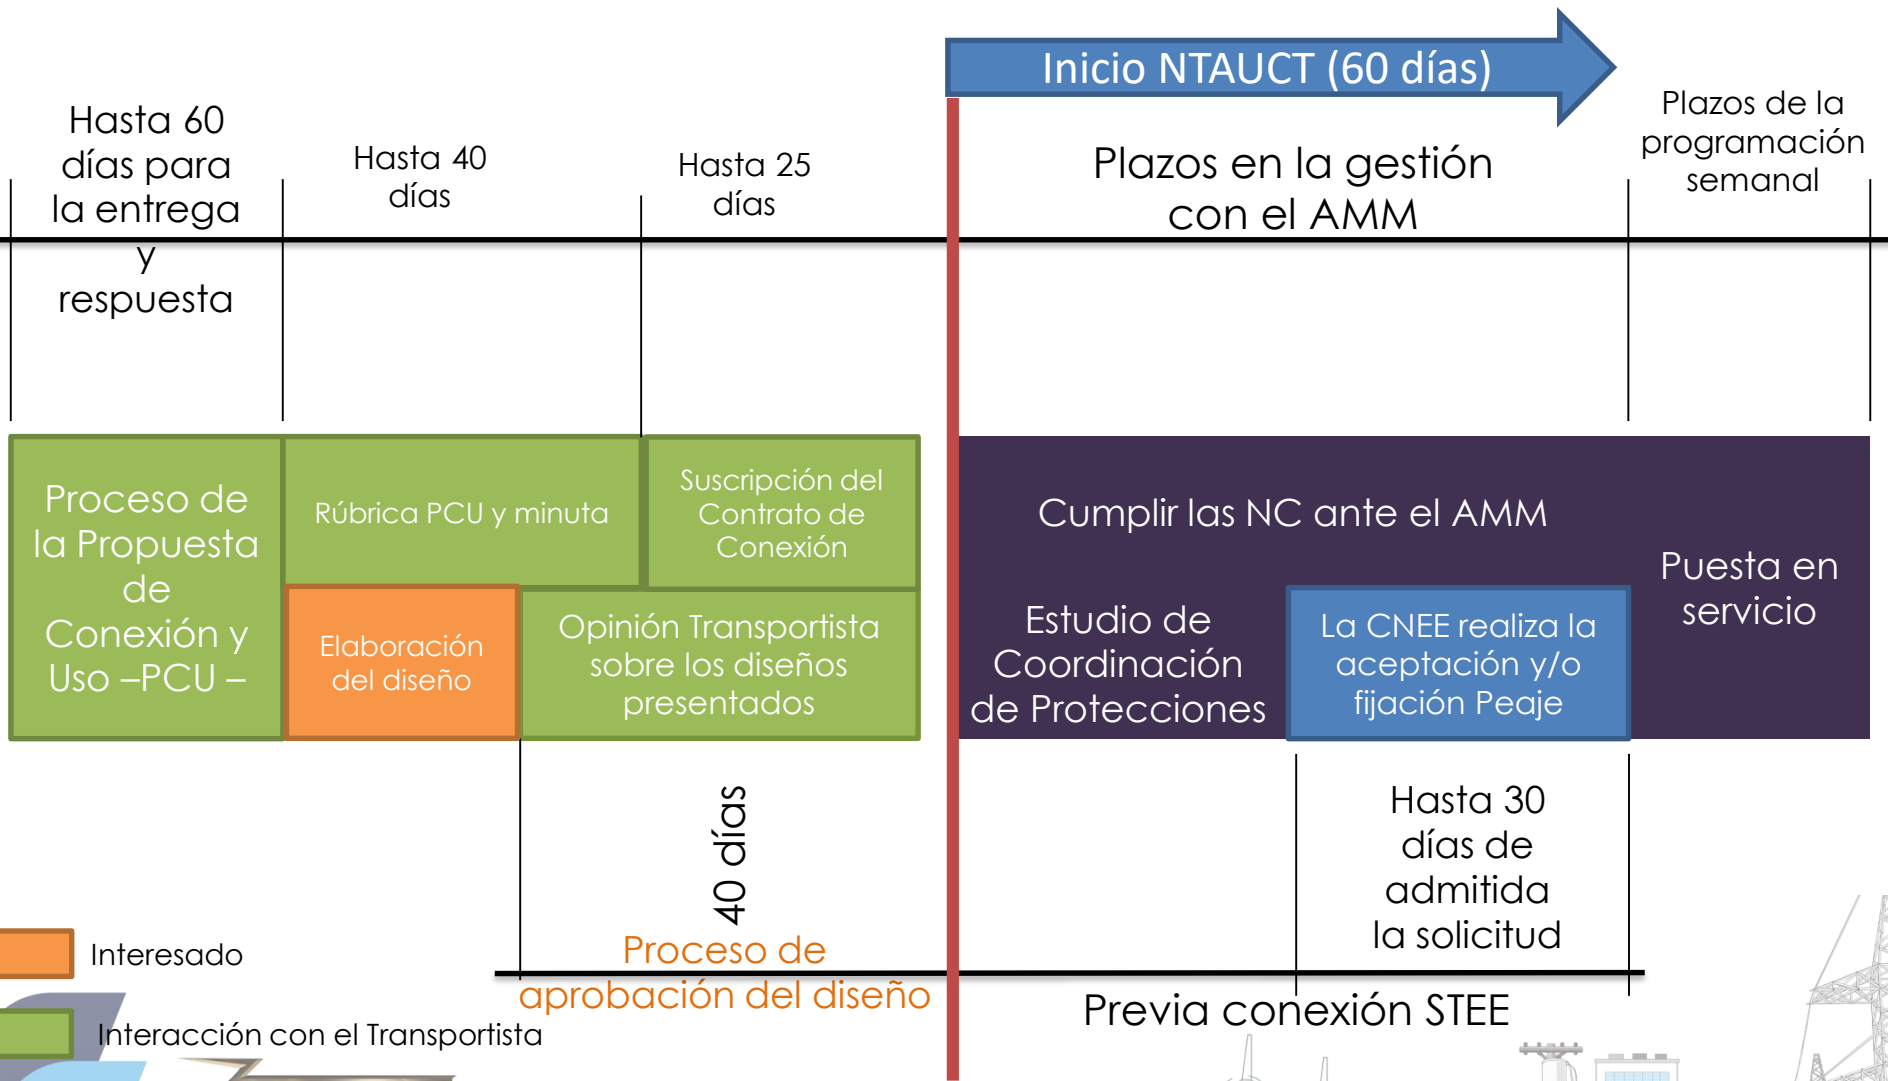 Inicio NTAUCT (60 días)
Hasta 60
días para
la entrega
y
respuesta
Hasta 40
días
Hasta 25
días
Plazos en la gestión
con el AMM
Plazos de la
programación
semanal
Proceso de
la Propuesta
de
Conexión y
Uso –PCU –
Rúbrica PCU y minuta
Suscripción del
Contrato de
Conexión
Elaboración
del diseño
Opinión Transportista
sobre los diseños
presentados
Cumplir las NC ante el AMM
Estudio de
Coordinación
de Protecciones
La CNEE realiza la
aceptación y/o
fijación Peaje
Puesta en
servicio
40 días
Proceso de
aprobación del diseño
Hasta 30
días de
admitida
la solicitud
Previa conexión STEE
Interesado
Interacción con el Transportista